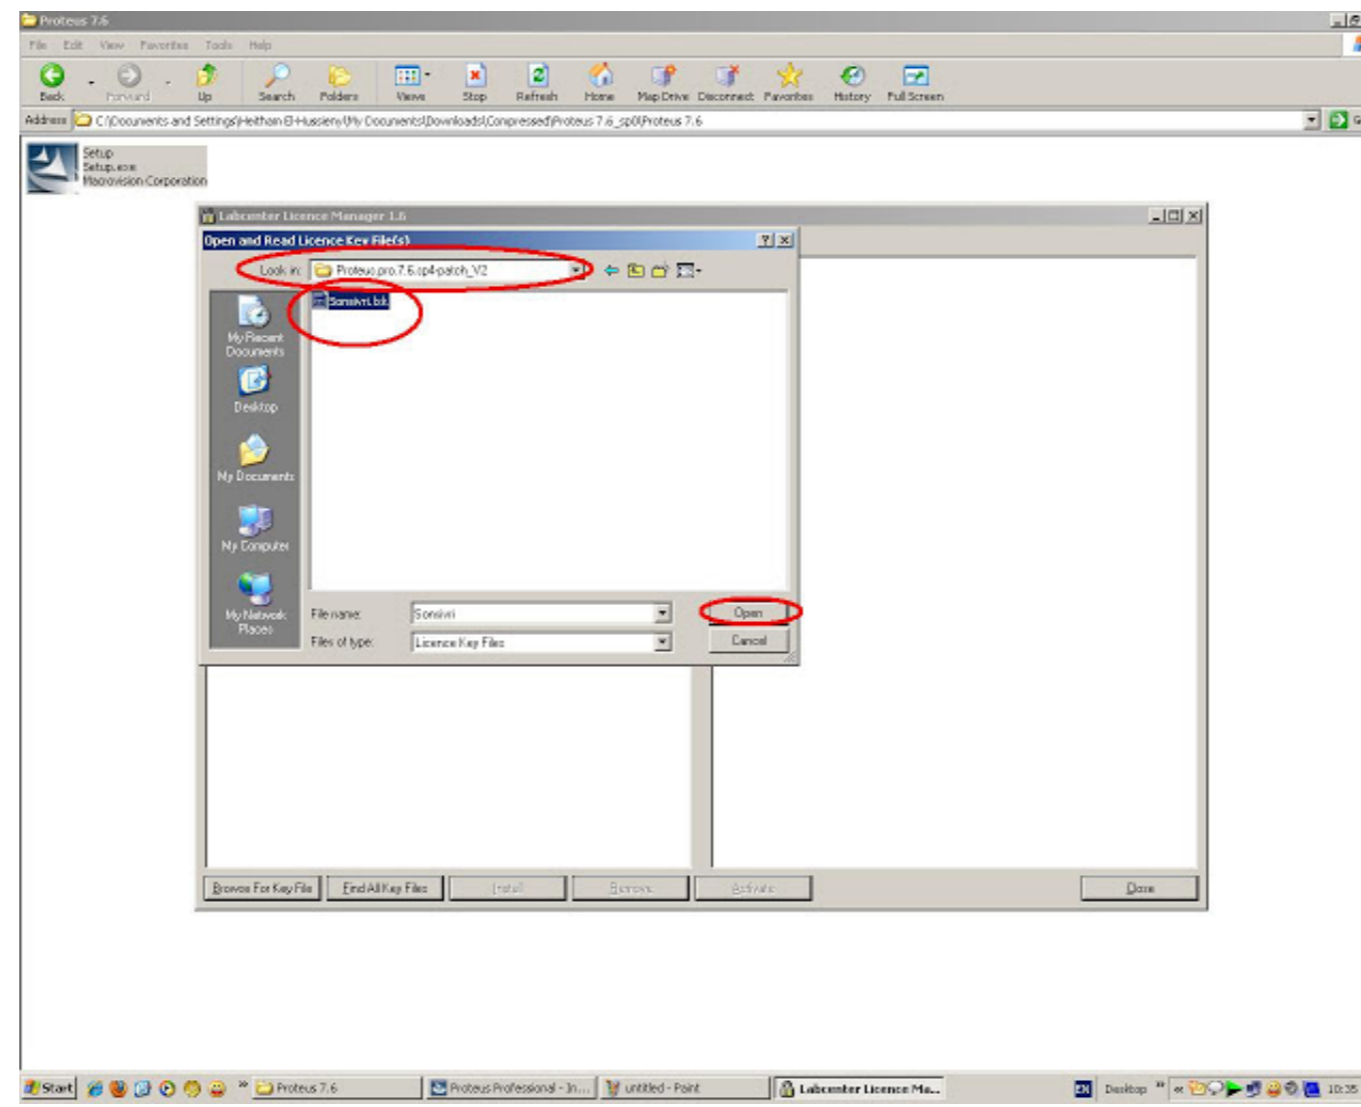 Proteus 7.6
File Edit View Favorites Tools Help
Back Forward Up Search Folders Views Stop Refresh Home Map Drive Disconnect Favorites History Full Screen
Address C:\Documents and Settings\Heitham El-Hussieny\My Documents\Downloads\Compressed\Proteus 7.6_sp0\Proteus 7.6
Setup
Setup.exe
Macrovision Corporation
Labcenter Licence Manager 1.6
Open and Read Licence Key File(s)
Look in: Proteus.pro.7.6.sp4-patch_V2
Sonsivri.lxk
My Recent
Documents
Desktop
My Documents
My Computer
My Network
Places
File name: Sonsivri Open
Files of type: Licence Key Files Cancel
Browse For Key File Find All Key Files Install Remove Activate Close
Start Proteus 7.6 Proteus Professional - In... untitled - Paint Labcenter Licence Ma... EN Desktop 10:35